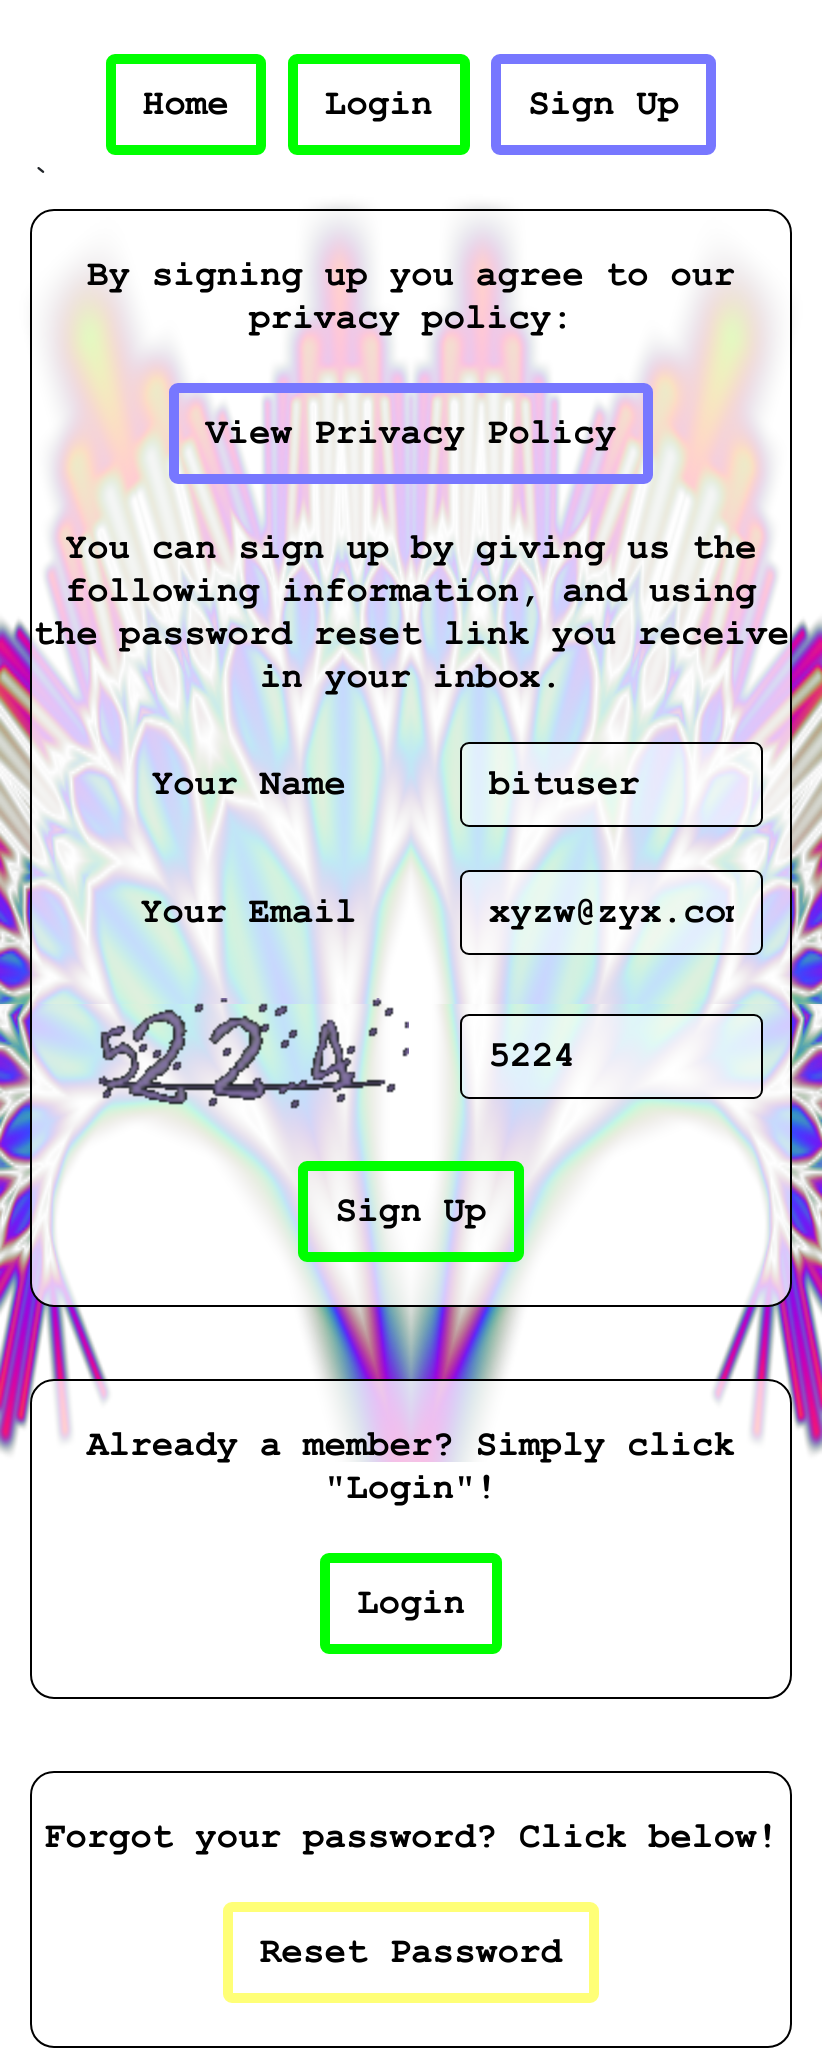 Home Login Sign Up
`
By signing up you agree to our
privacy policy:
View Privacy Policy
You can sign up by giving us the
following information, and using
the password reset link you receive
in your inbox.
Your Name bituser
Your Email xyzw@zyx.com
5224 5224
Sign Up
Already a member? Simply click
"Login"!
Login
Forgot your password? Click below!
Reset Password